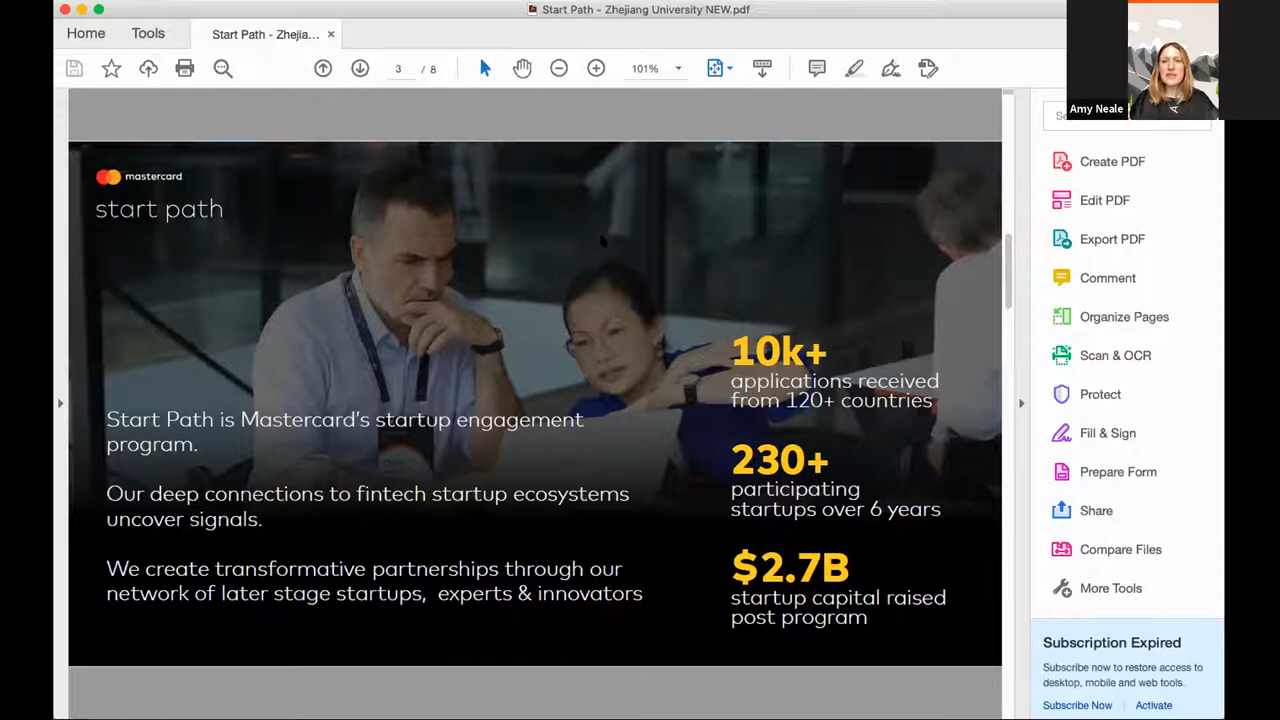 Start Path - Zhejiang University NEW.pdf
Home
Tools
Start Path - Zhejia...
3 / 8
101%
Amy Neale
mastercard
start path
Start Path is Mastercard's startup engagement
program.
Our deep connections to fintech startup ecosystems
uncover signals.
We create transformative partnerships through our
network of later stage startups, experts & innovators
10k+
applications received
from 120+ countries
230+
participating
startups over 6 years
$2.7B
startup capital raised
post program
Create PDF
Edit PDF
Export PDF
Comment
Organize Pages
Scan & OCR
Protect
Fill & Sign
Prepare Form
Share
Compare Files
More Tools
Subscription Expired
Subscribe now to restore access to
desktop, mobile and web tools.
Subscribe Now
Activate